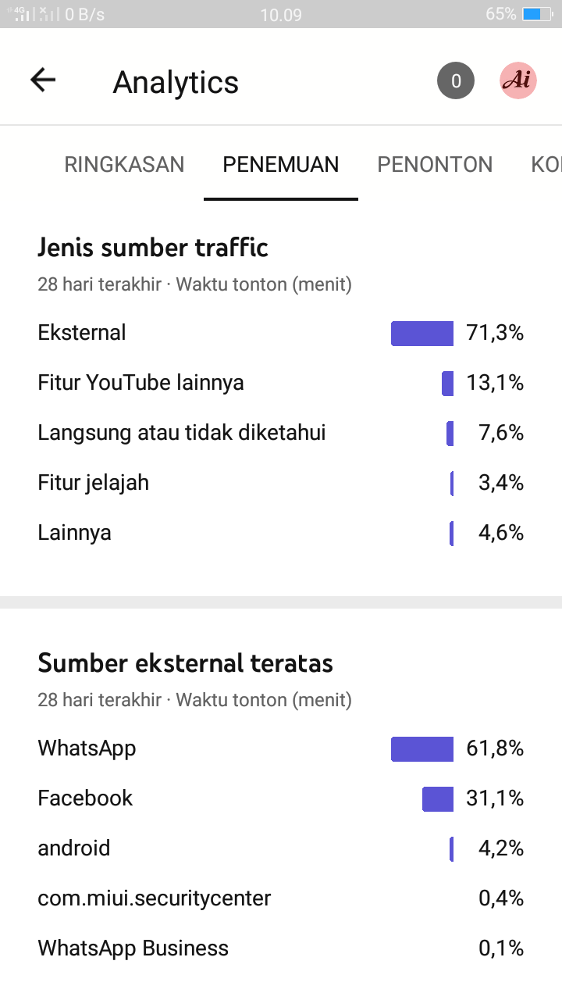 4G 0 B/s 10.09 65%
Analytics 0 Ai
RINGKASAN PENEMUAN PENONTON KO
Jenis sumber traffic
28 hari terakhir · Waktu tonton (menit)
Eksternal 71,3%
Fitur YouTube lainnya 13,1%
Langsung atau tidak diketahui 7,6%
Fitur jelajah 3,4%
Lainnya 4,6%
Sumber eksternal teratas
28 hari terakhir · Waktu tonton (menit)
WhatsApp 61,8%
Facebook 31,1%
android 4,2%
com.miui.securitycenter 0,4%
WhatsApp Business 0,1%